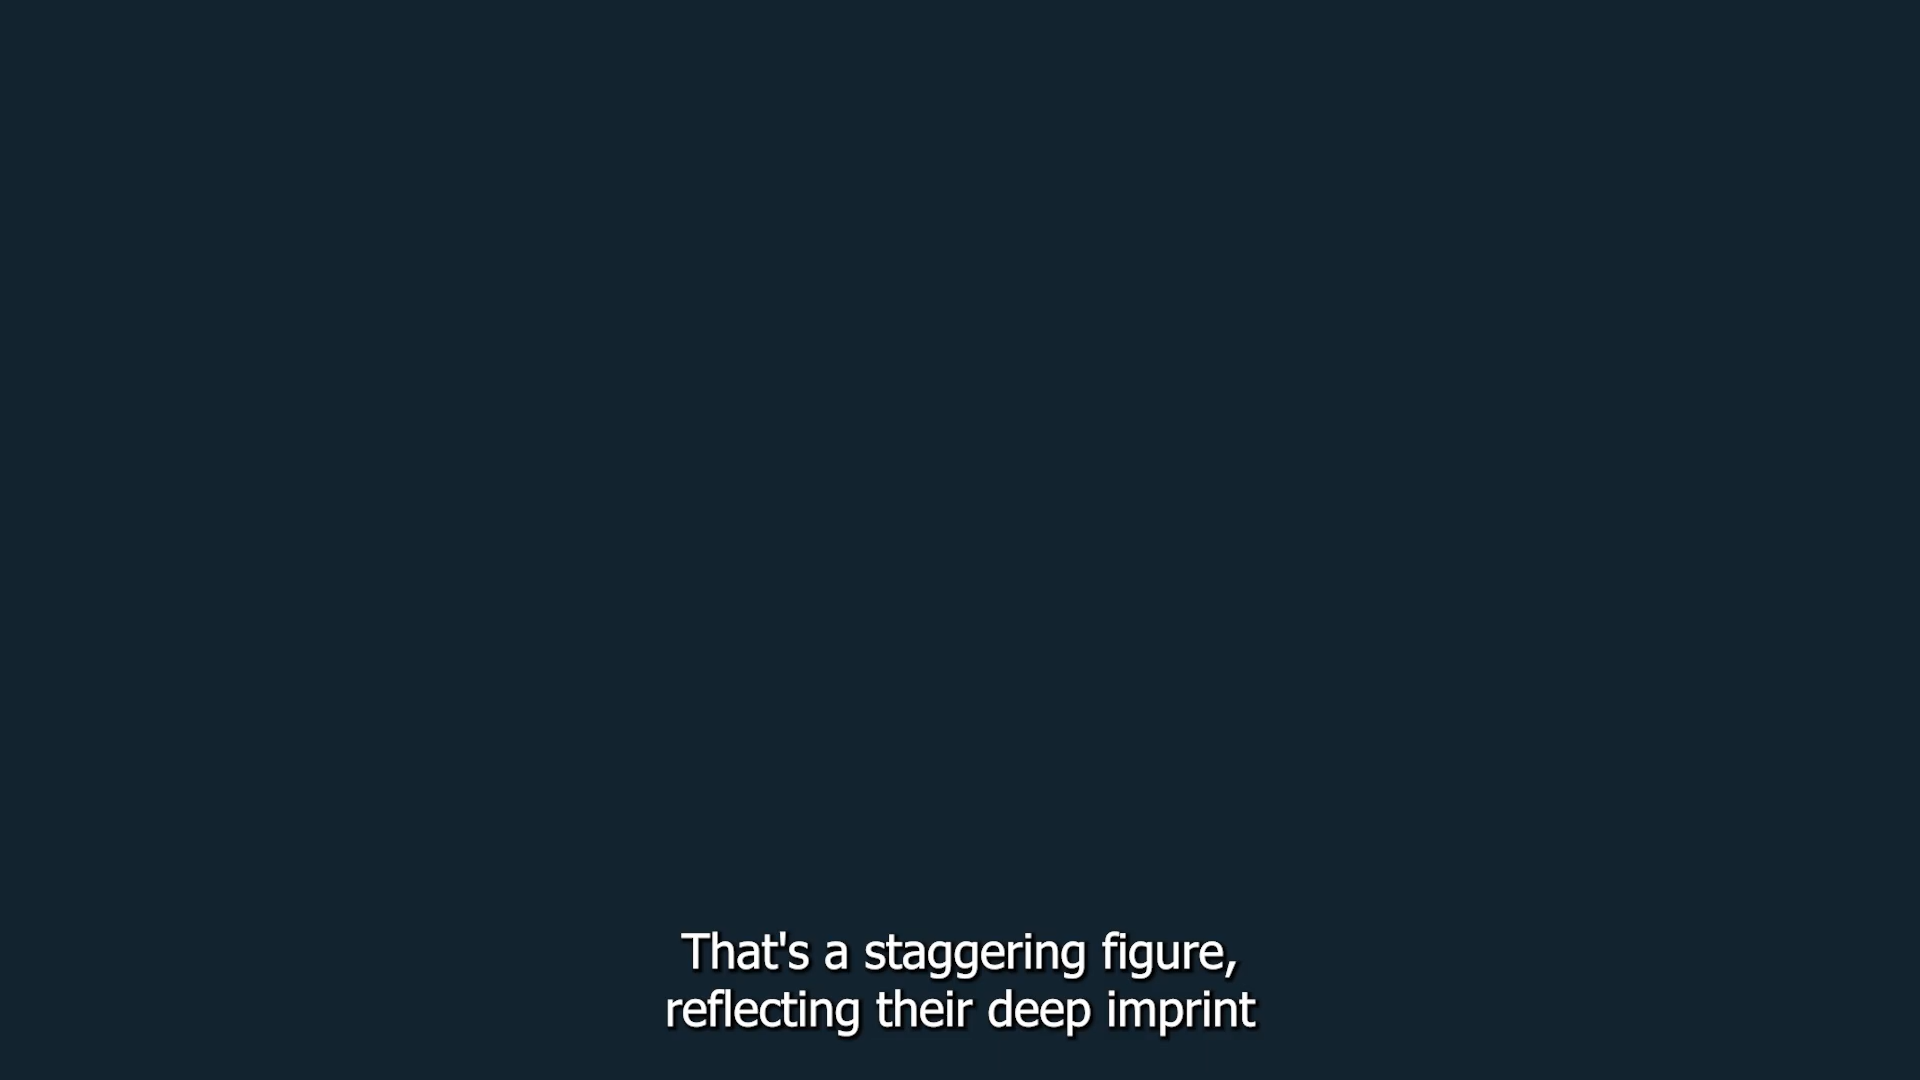 That's a staggering figure,
reflecting their deep imprint